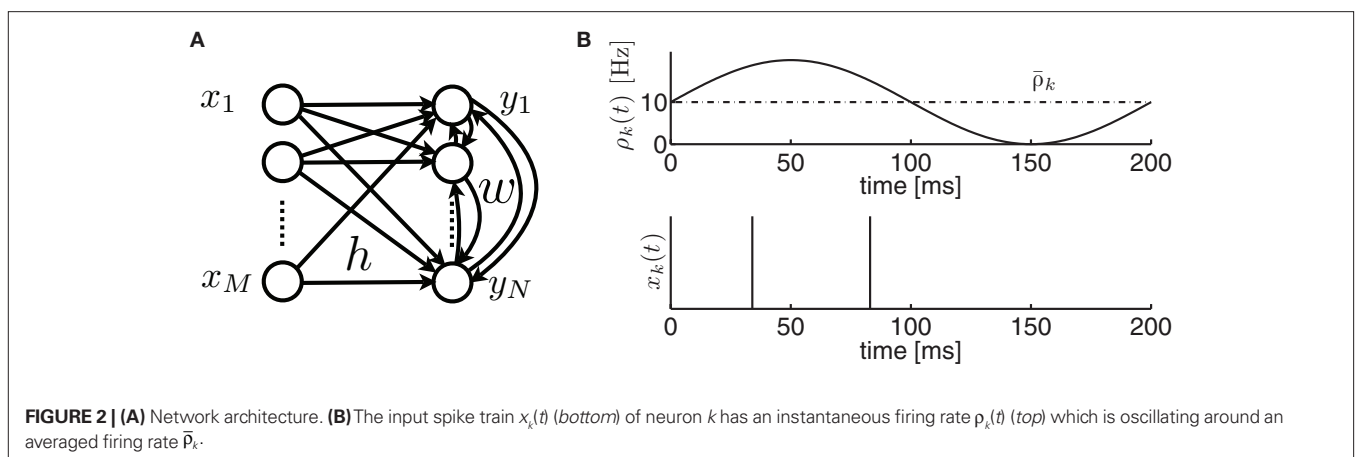 A
x₁
x_M
h
y₁
w
y_N
B
ρₖ(t) [Hz]
10
0
ρ̄ₖ
0 50 100 150 200
time [ms]
xₖ(t)
0 50 100 150 200
time [ms]
FIGURE 2 | (A) Network architecture. (B) The input spike train xₖ(t) (bottom) of neuron k has an instantaneous firing rate ρₖ(t) (top) which is oscillating around an
averaged firing rate ρ̄ₖ.